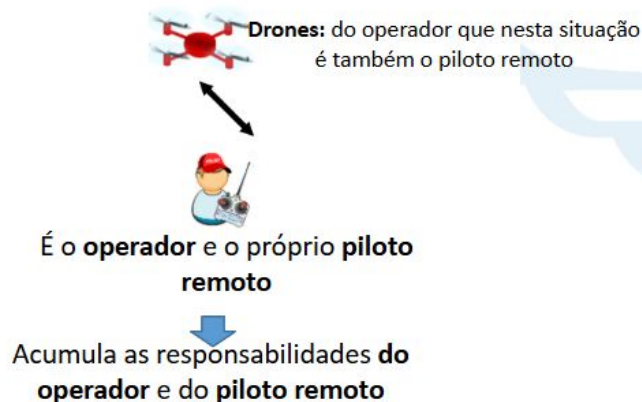 Drones: do operador que nesta situação
é também o piloto remoto
É o operador e o próprio piloto
remoto
Acumula as responsabilidades do
operador e do piloto remoto